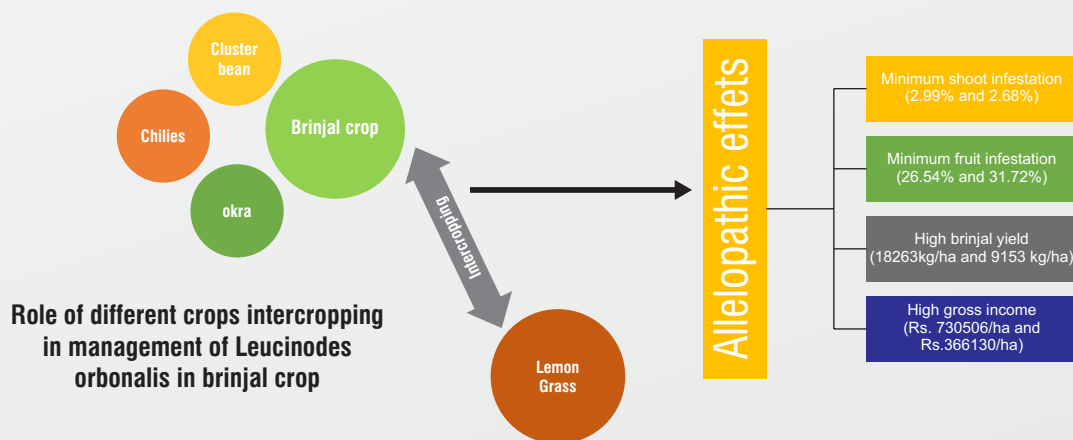 Cluster
bean
Chilies
Brinjal crop
okra
Intercropping
Lemon
Grass
Role of different crops intercropping
in management of Leucinodes
orbonalis in brinjal crop
Allelopathic effets
Minimum shoot infestation
(2.99% and 2.68%)
Minimum fruit infestation
(26.54% and 31.72%)
High brinjal yield
(18263kg/ha and 9153 kg/ha)
High gross income
(Rs. 730506/ha and
Rs.366130/ha)